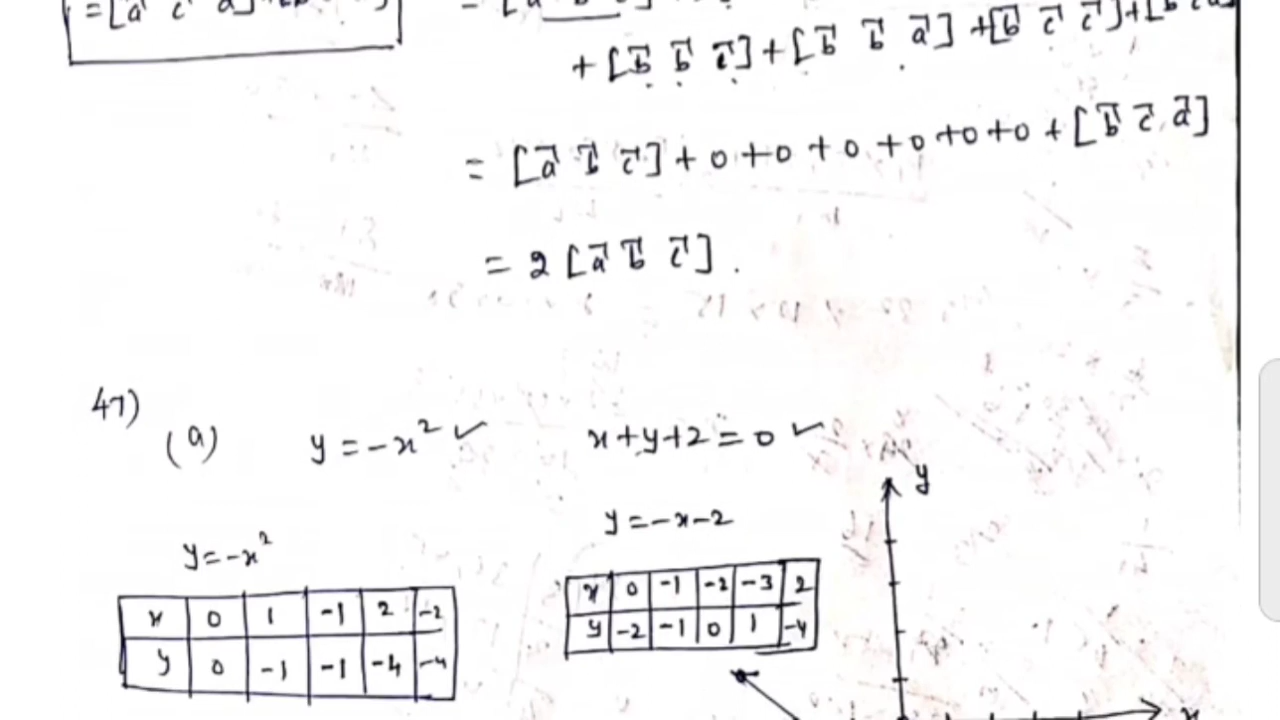 + [b⃗ b⃗ c⃗] + [b⃗ b⃗ a⃗] + [b⃗ c⃗ c⃗] +
= [a⃗ b⃗ c⃗] + 0 + 0 + 0 + 0 + 0 + 0 + [b⃗ c⃗ a⃗]
= 2 [a⃗ b⃗ c⃗] .
47)
(a) y = -x² ✓ x+y+2=0 ✓
y = -x-2
y = -x²
x 0 1 -1 2 -2
y 0 -1 -1 -4 -4
x 0 -1 -2 -3 2
y -2 -1 0 1 -4
y
x